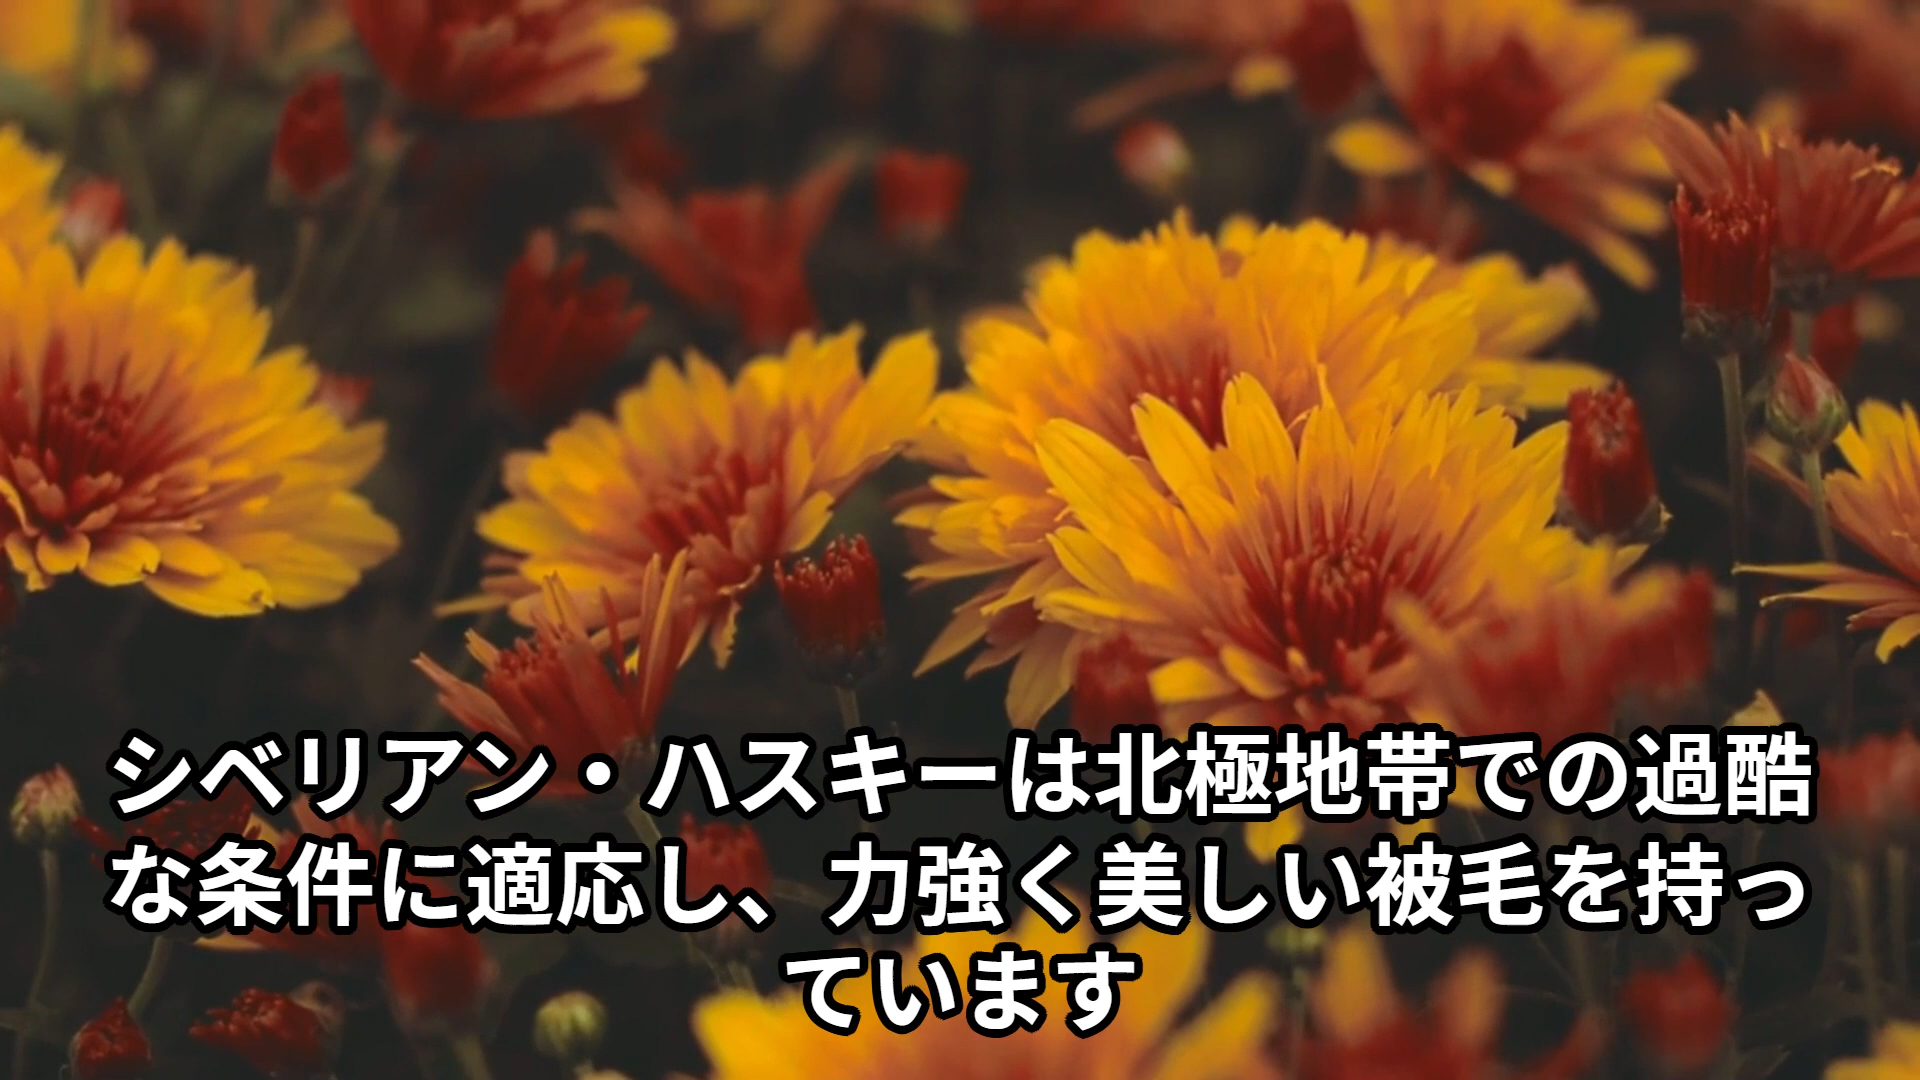 シベリアン・ハスキーは北極地帯での過酷
な条件に適応し、力強く美しい被毛を持っ
ています